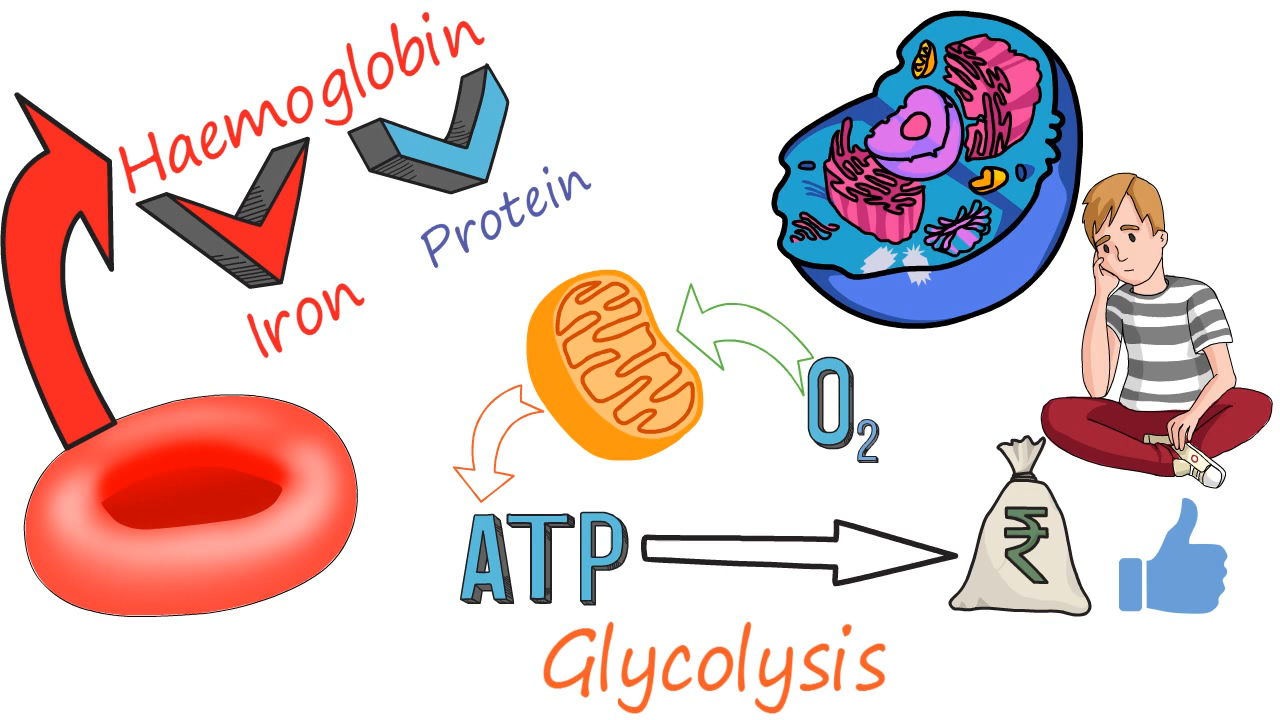 Haemoglobin
Protein
Iron
O2
ATP
₹
Glycolysis